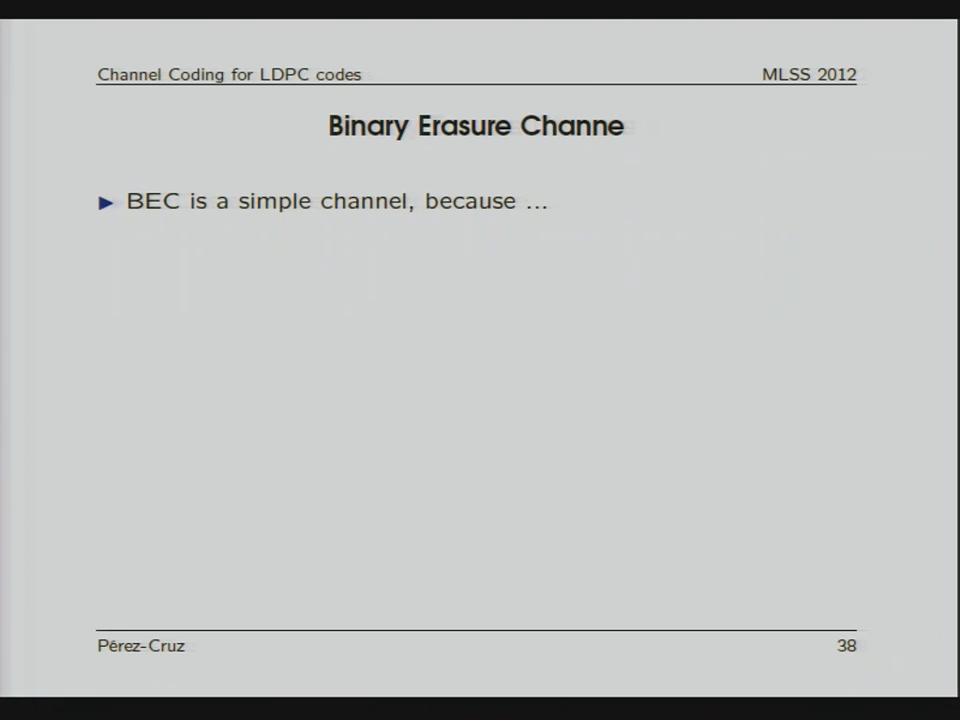 Channel Coding for LDPC codes MLSS 2012
Binary Erasure Channe
▶ BEC is a simple channel, because ...
Pérez-Cruz 38